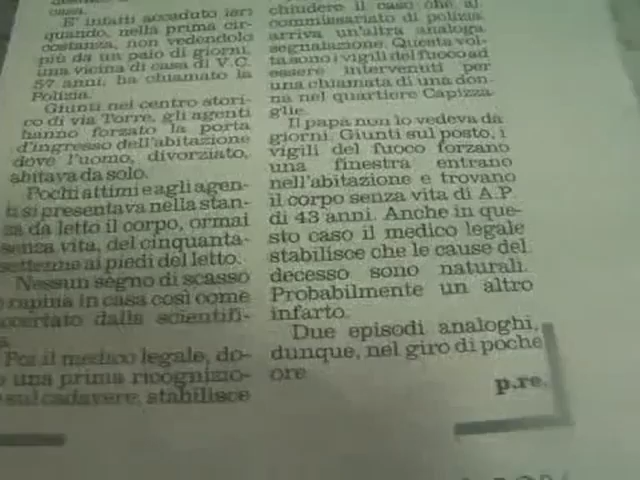 casa.
E' infatti accaduto ieri
quando, nella prima cir-
costanza, non vedendolo
più da un paio di giorni,
una vicina di casa di V.C.
57 anni, ha chiamato la
Polizia.
Giunti nel centro stori-
co di via Torre, gli agenti
hanno forzato la porta
d'ingresso dell'abitazione
dove l'uomo, divorziato,
abitava da solo.
Pochi attimi e agli agen-
ti si presentava nella stan-
za da letto il corpo, ormai
senza vita, del cinquanta-
settenne ai piedi del letto.
Nessun segno di scasso
o rapina in casa così come
accertato dalla scientifi-
Poi il medico legale, do-
una prima ricognizio-
sul cadavere, stabilisce
chiudere il caso che al
commissariato di polizia
arriva un'altra analoga
segnalazione. Questa vol-
ta sono i vigili del fuoco ad
essere intervenuti per
una chiamata di una don-
na nel quartiere Capizza-
glie.
Il papa non lo vedeva da
giorni. Giunti sul posto, i
vigili del fuoco forzano
una finestra entrano
nell'abitazione e trovano
il corpo senza vita di A.P.
di 43 anni. Anche in que-
sto caso il medico legale
stabilisce che le cause del
decesso sono naturali.
Probabilmente un altro
infarto.
Due episodi analoghi,
dunque, nel giro di poche
ore.
p.re.